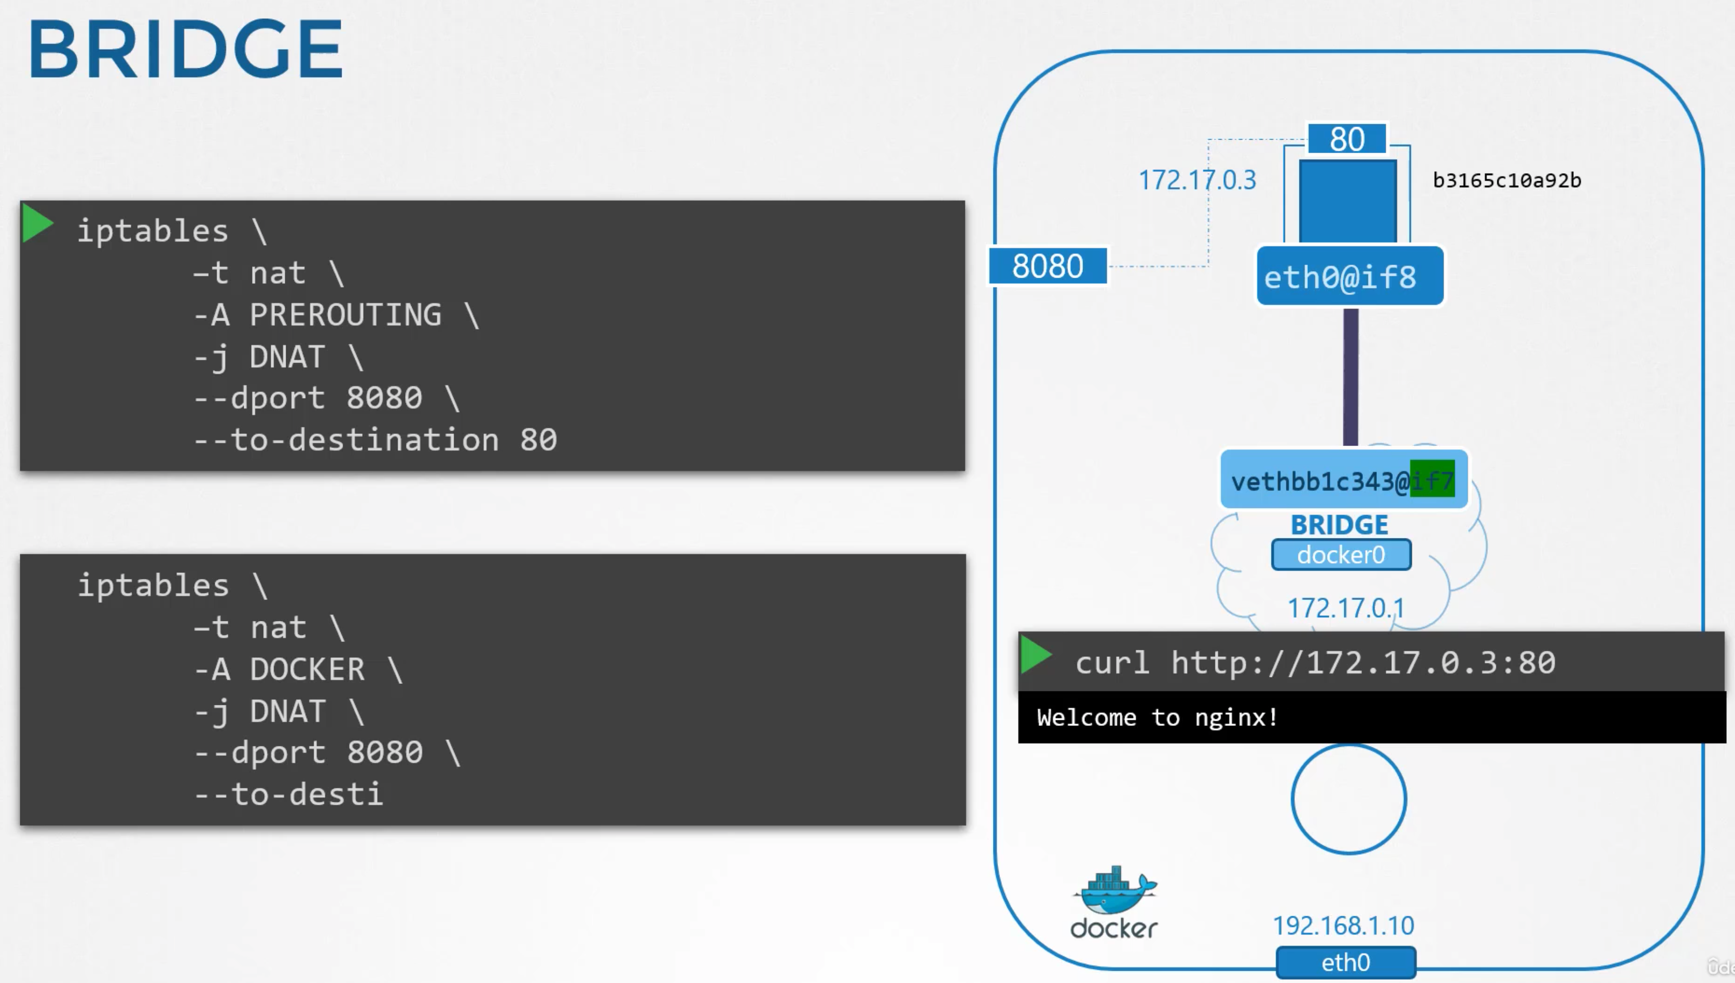 BRIDGE
iptables \
–t nat \
-A PREROUTING \
-j DNAT \
--dport 8080 \
--to-destination 80
iptables \
–t nat \
-A DOCKER \
-j DNAT \
--dport 8080 \
--to-desti
80
172.17.0.3
b3165c10a92b
8080
eth0@if8
vethbb1c343@if7
BRIDGE
docker0
172.17.0.1
curl http://172.17.0.3:80
Welcome to nginx!
docker
192.168.1.10
eth0